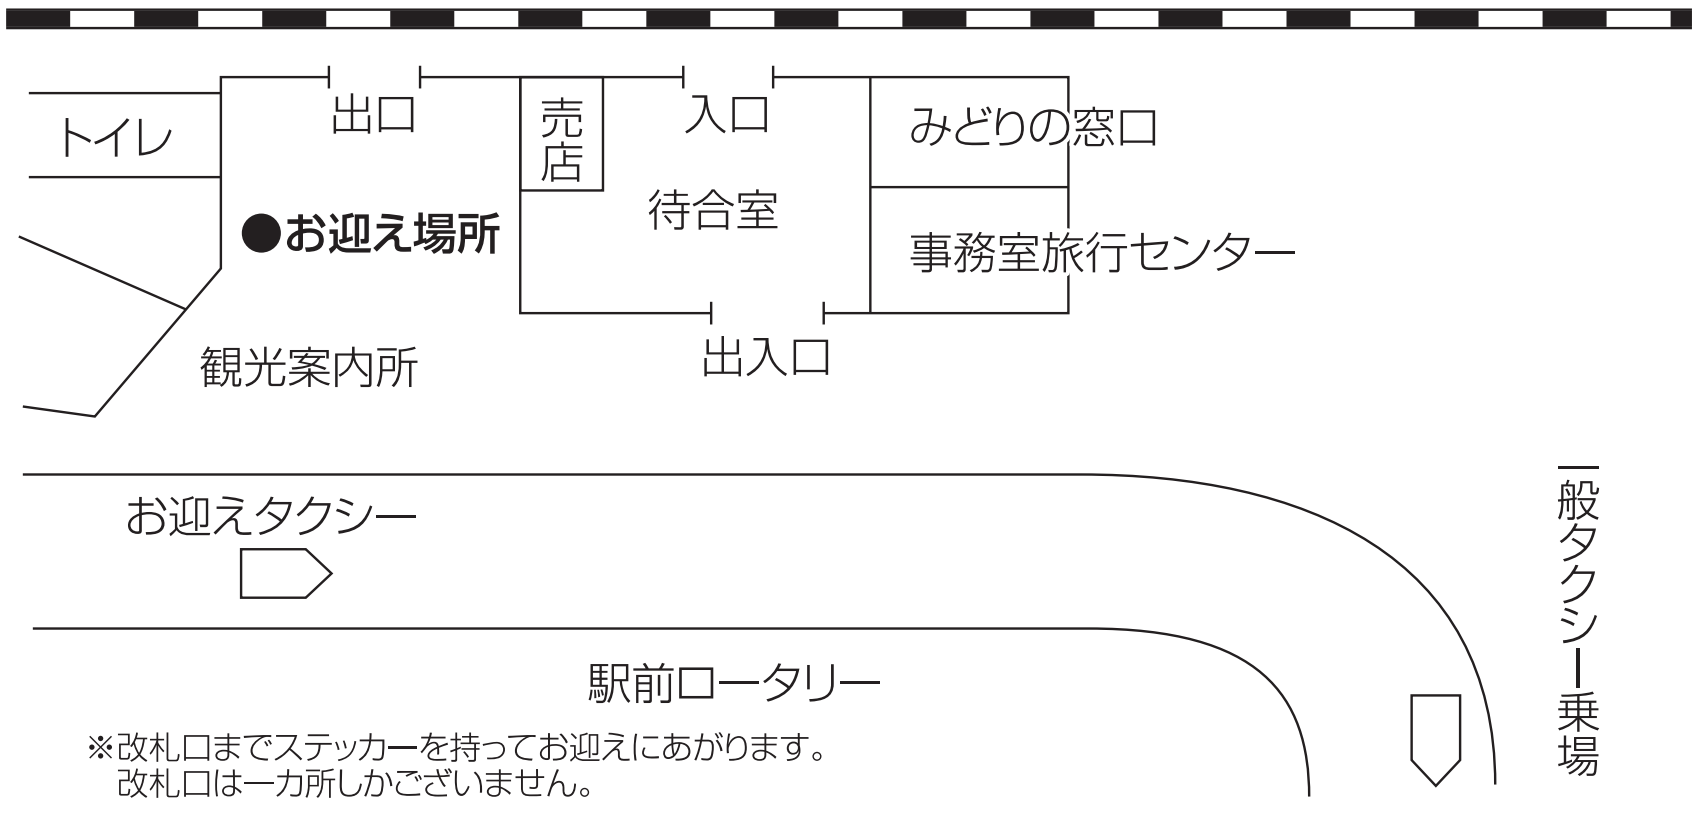 出口
売店
入口
みどりの窓口
トイレ
●お迎え場所
待合室
事務室旅行センター
観光案内所
出入口
お迎えタクシー
一般タクシー乗場
駅前ロータリー
※改札口までステッカーを持ってお迎えにあがります。
改札口は一カ所しかございません。